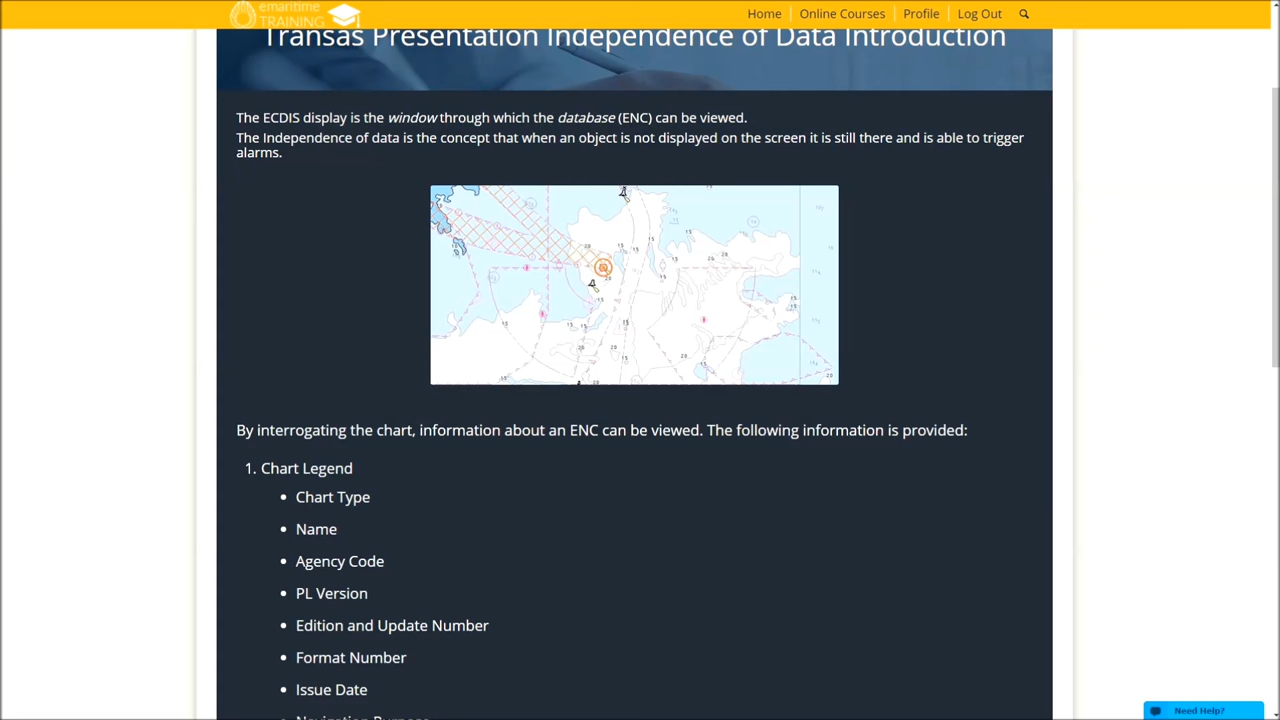 emaritime
TRAINING
Home
Online Courses
Profile
Log Out
Transas Presentation Independence of Data Introduction
The ECDIS display is the window through which the database (ENC) can be viewed.
The Independence of data is the concept that when an object is not displayed on the screen it is still there and is able to trigger
alarms.
By interrogating the chart, information about an ENC can be viewed. The following information is provided:
1. Chart Legend
• Chart Type
• Name
• Agency Code
• PL Version
• Edition and Update Number
• Format Number
• Issue Date
• Navigation Purpose
Need Help?